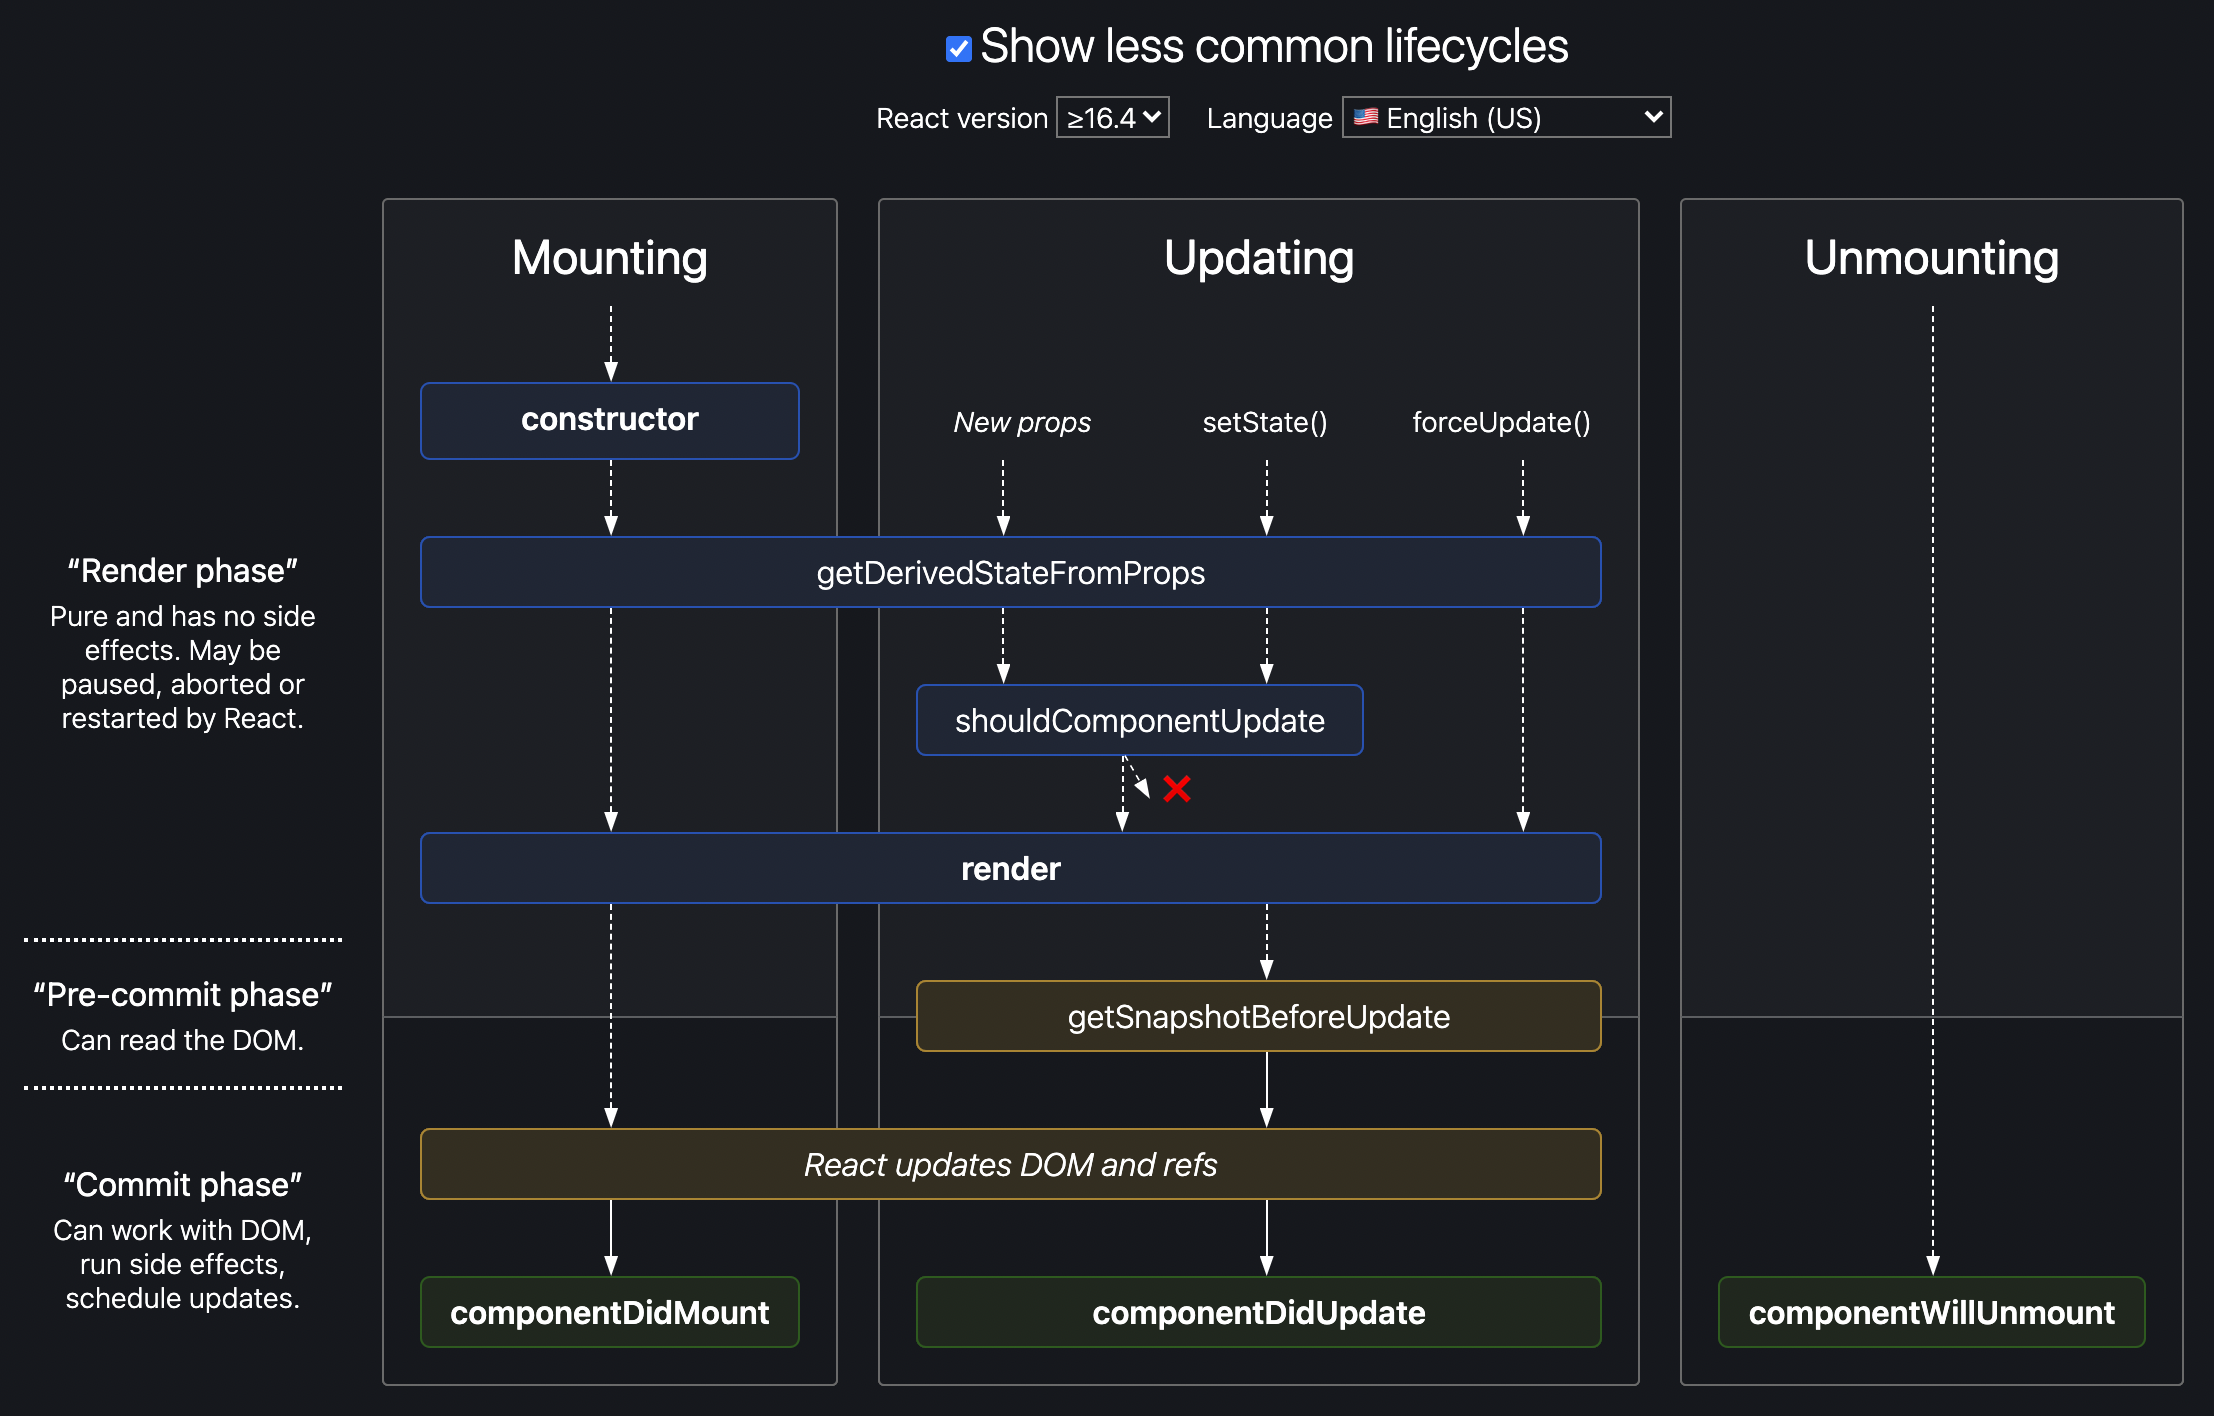 Show less common lifecycles
React version ≥16.4 Language 🇺🇸 English (US)
Mounting
Updating
Unmounting
constructor
New props
setState()
forceUpdate()
“Render phase”
Pure and has no side
effects. May be
paused, aborted or
restarted by React.
getDerivedStateFromProps
shouldComponentUpdate
render
“Pre-commit phase”
Can read the DOM.
getSnapshotBeforeUpdate
“Commit phase”
Can work with DOM,
run side effects,
schedule updates.
React updates DOM and refs
componentDidMount
componentDidUpdate
componentWillUnmount